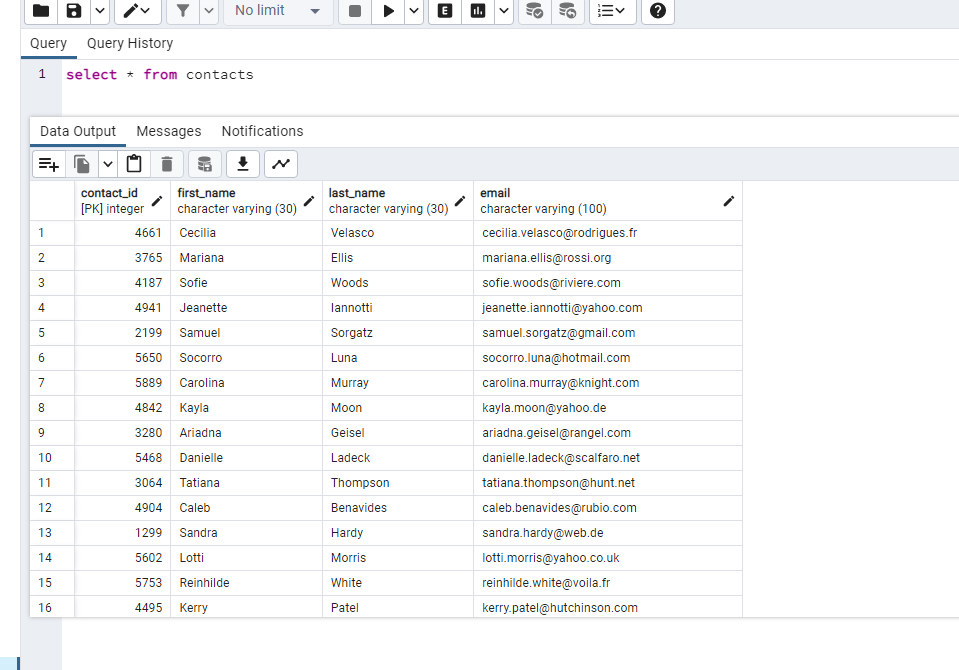 No limit
E
Query Query History
1 select * from contacts
Data Output Messages Notifications
contact_id first_name last_name email
[PK] integer character varying (30) character varying (30) character varying (100)
1 4661 Cecilia Velasco cecilia.velasco@rodrigues.fr
2 3765 Mariana Ellis mariana.ellis@rossi.org
3 4187 Sofie Woods sofie.woods@riviere.com
4 4941 Jeanette Iannotti jeanette.iannotti@yahoo.com
5 2199 Samuel Sorgatz samuel.sorgatz@gmail.com
6 5650 Socorro Luna socorro.luna@hotmail.com
7 5889 Carolina Murray carolina.murray@knight.com
8 4842 Kayla Moon kayla.moon@yahoo.de
9 3280 Ariadna Geisel ariadna.geisel@rangel.com
10 5468 Danielle Ladeck danielle.ladeck@scalfaro.net
11 3064 Tatiana Thompson tatiana.thompson@hunt.net
12 4904 Caleb Benavides caleb.benavides@rubio.com
13 1299 Sandra Hardy sandra.hardy@web.de
14 5602 Lotti Morris lotti.morris@yahoo.co.uk
15 5753 Reinhilde White reinhilde.white@voila.fr
16 4495 Kerry Patel kerry.patel@hutchinson.com